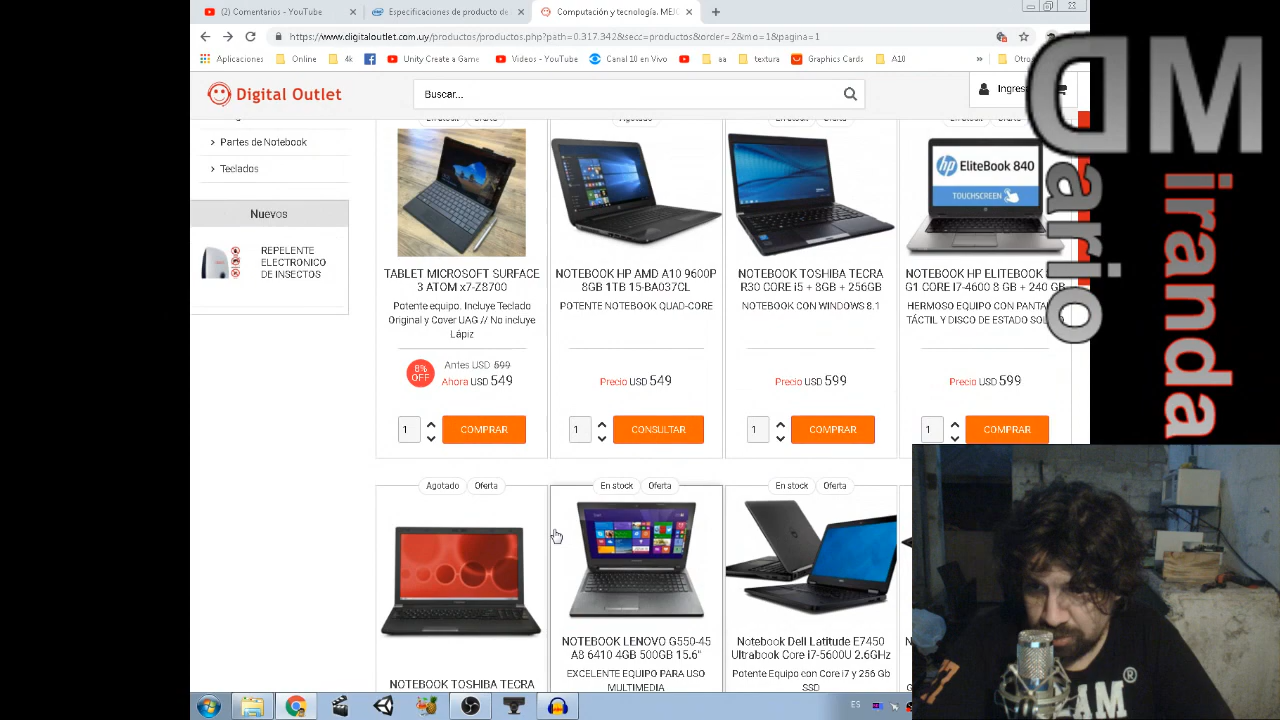 (2) Comentarios - YouTube
Especificaciones de producto de
Computación y tecnología. MEJO
https://www.digitaloutlet.com.uy/productos/productos.php?path=0.317.342&secc=productos&order=2&mo=1&pagina=1
Aplicaciones
Online
4k
Unity Create a Game
Videos - YouTube
Canal 10 en Vivo
aa
textura
Graphics Cards
A10
»
Otros
Digital Outlet
Buscar...
Ingres
Partes de Notebook
Teclados
Nuevos
REPELENTE
ELECTRONICO
DE INSECTOS
EliteBook 840
TOUCHSCREEN
TABLET MICROSOFT SURFACE
3 ATOM x7-Z8700
Potente equipo. Incluye Teclado
Original y Cover UAG // No incluye
Lápiz
8%
OFF
Antes USD 599
Ahora USD 549
1
COMPRAR
NOTEBOOK HP AMD A10 9600P
8GB 1TB 15-BA037CL
POTENTE NOTEBOOK QUAD-CORE
Precio USD 549
1
CONSULTAR
NOTEBOOK TOSHIBA TECRA
R30 CORE i5 + 8GB + 256GB
NOTEBOOK CON WINDOWS 8.1
Precio USD 599
1
COMPRAR
NOTEBOOK HP ELITEBOOK
G1 CORE I7-4600 8 GB + 240 GB
HERMOSO EQUIPO CON PANTAL
TÁCTIL Y DISCO DE ESTADO SOL
Precio USD 599
1
COMPRAR
Agotado
Oferta
NOTEBOOK TOSHIBA TECRA
En stock
Oferta
NOTEBOOK LENOVO G550-45
A8 6410 4GB 500GB 15.6"
EXCELENTE EQUIPO PARA USO
MULTIMEDIA
En stock
Oferta
Notebook Dell Latitude E7450
Ultrabook Core i7-5600U 2.6GHz
Potente Equipo con Core i7 y 256 Gb
SSD
ES
Dario
Miranda